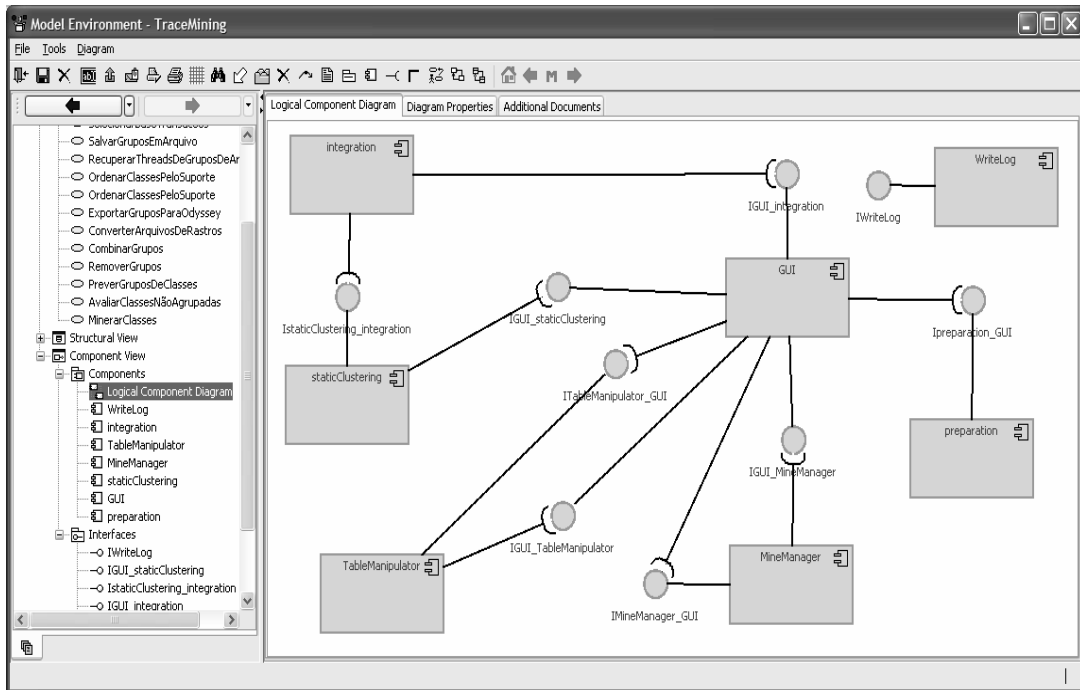 Model Environment - TraceMining
File Tools Diagram
Logical Component Diagram Diagram Properties Additional Documents
SalvarGruposEmArquivo
RecuperarThreadsDeGruposDeAr
OrdenarClassesPeloSuporte
OrdenarClassesPeloSuporte
ExportarGruposParaOdyssey
ConverterArquivosDeRastros
CombinarGrupos
RemoverGrupos
PreverGruposDeClasses
AvaliarClassesNãoAgrupadas
MinerarClasses
Structural View
Component View
Components
Logical Component Diagram
WriteLog
integration
TableManipulator
MineManager
staticClustering
GUI
preparation
Interfaces
IWriteLog
IGUI_staticClustering
IstaticClustering_integration
IGUI_integration
integration
WriteLog
IGUI_integration
IWriteLog
GUI
IstaticClustering_integration
IGUI_staticClustering
Ipreparation_GUI
staticClustering
ITableManipulator_GUI
preparation
IGUI_MineManager
IGUI_TableManipulator
TableManipulator
MineManager
IMineManager_GUI